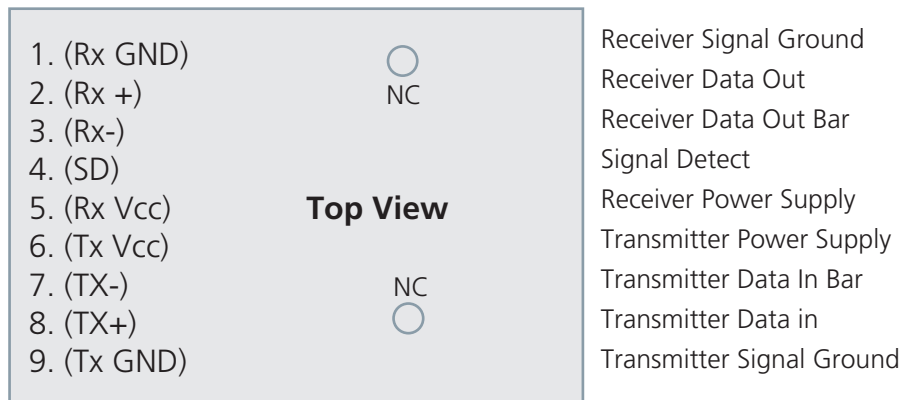 1. (Rx GND)
2. (Rx +)
NC
3. (Rx-)
4. (SD)
5. (Rx Vcc)
Top View
6. (Tx Vcc)
7. (TX-)
NC
8. (TX+)
9. (Tx GND)
Receiver Signal Ground
Receiver Data Out
Receiver Data Out Bar
Signal Detect
Receiver Power Supply
Transmitter Power Supply
Transmitter Data In Bar
Transmitter Data in
Transmitter Signal Ground